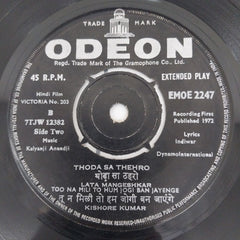 TRADE MARK
ODEON
Regd. Trade Mark of The Gramophone Co.
45 R.P.M.
EXTENDED PLAY
Hindi Film
VICTORIA No. 203
EMOE 2247
B
7TJW 12382
Side Two
Music
Kalyanji Anandji
Recording First
Published 1972
Lyrics
Indiwar
Dynamo International
THODA SA THEHRO
थोड़ा सा ठहरो
LATA MANGESHKAR
TOO NA MILI TO HUM JOGI BAN JAYENGE
तू न मिली तो हम जोगी बन जाएंगे
KISHORE KUMAR